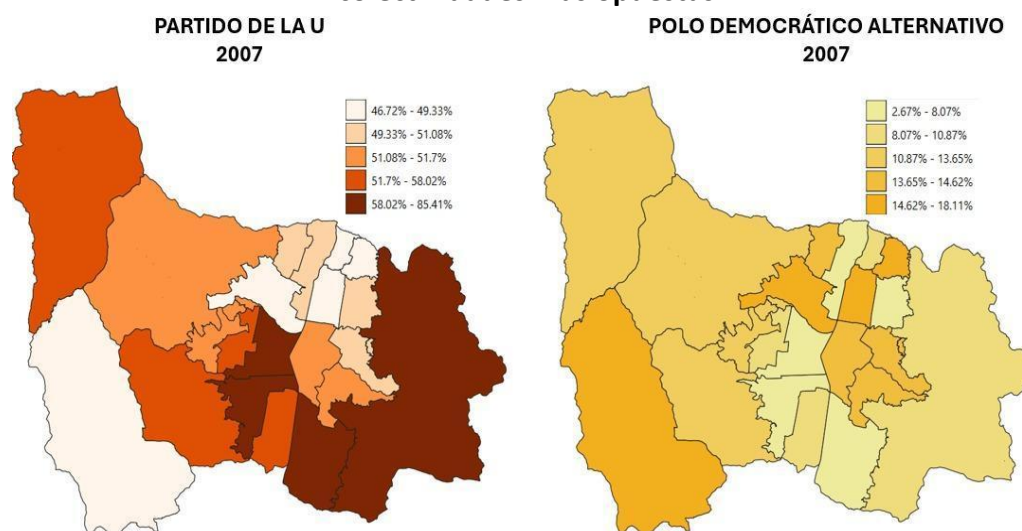 PARTIDO DE LA U
2007
46.72% - 49.33%
49.33% - 51.08%
51.08% - 51.7%
51.7% - 58.02%
58.02% - 85.41%
POLO DEMOCRÁTICO ALTERNATIVO
2007
2.67% - 8.07%
8.07% - 10.87%
10.87% - 13.65%
13.65% - 14.62%
14.62% - 18.11%